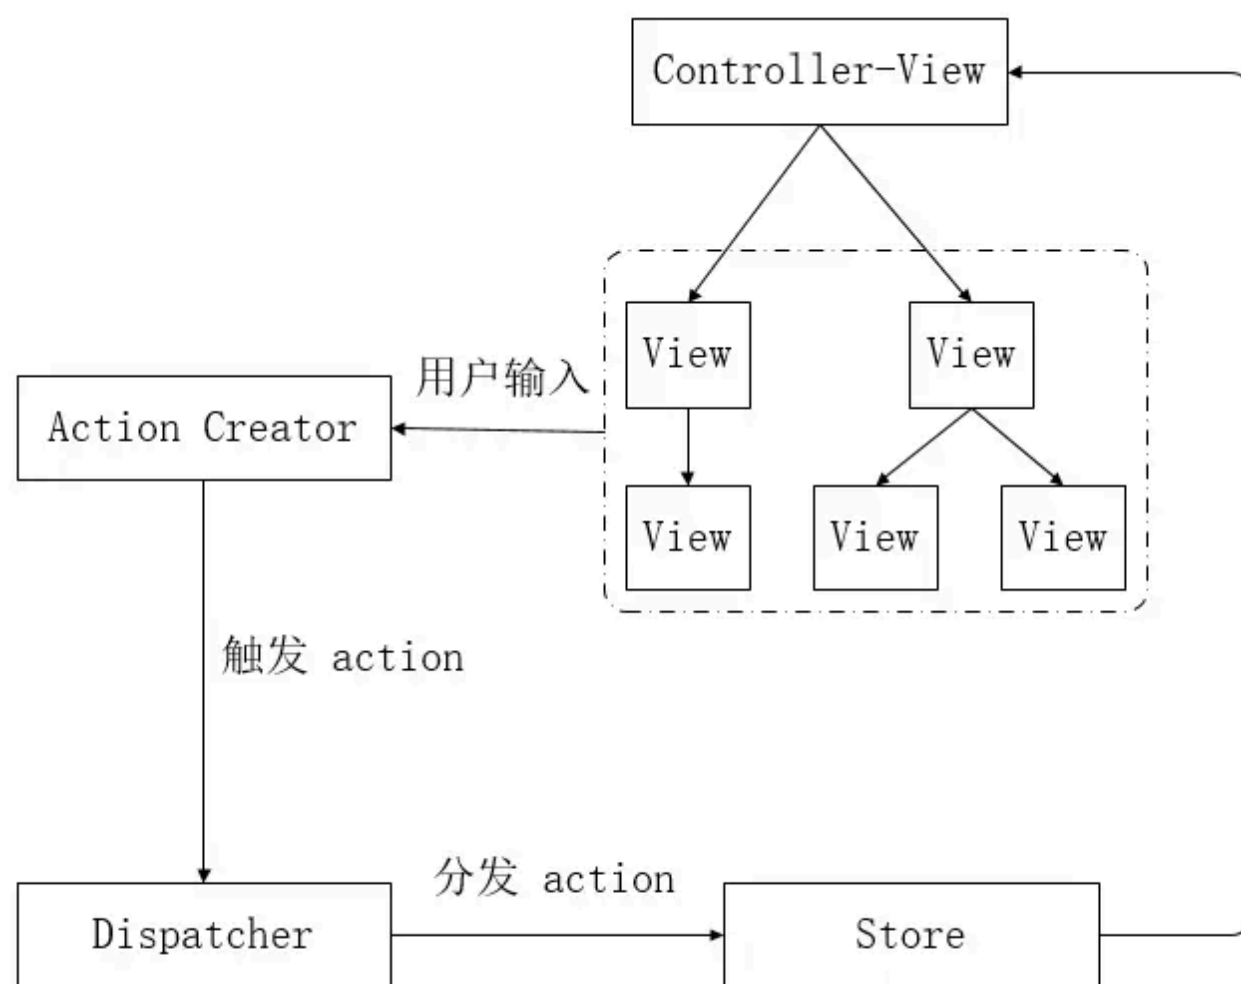 Controller-View
View
View
用户输入
Action Creator
View
View
View
触发 action
分发 action
Dispatcher
Store